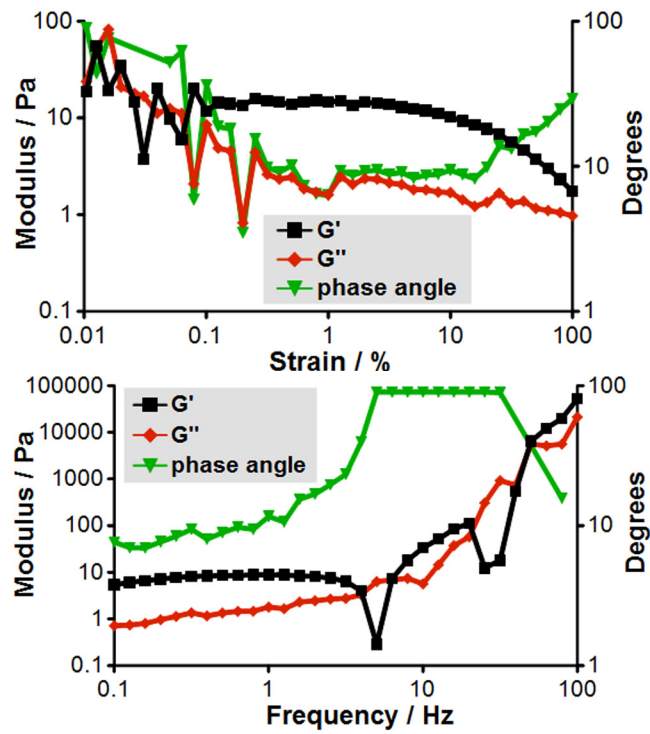 100
10
1
0.1
Modulus / Pa
100
10
1
Degrees
G'
G"
phase angle
0.01 0.1 1.0 10 100
Strain / %
100000
10000
1000
100
10
1
0.1
Modulus / Pa
100
10
1
Degrees
G'
G"
phase angle
0.1 1 10 100
Frequency / Hz